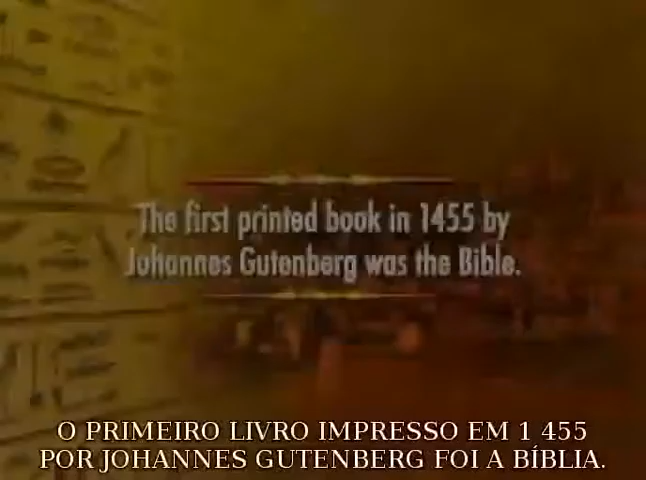 The first printed book in 1455 by
Johannes Gutenberg was the Bible.
O PRIMEIRO LIVRO IMPRESSO EM 1 455
POR JOHANNES GUTENBERG FOI A BÍBLIA.